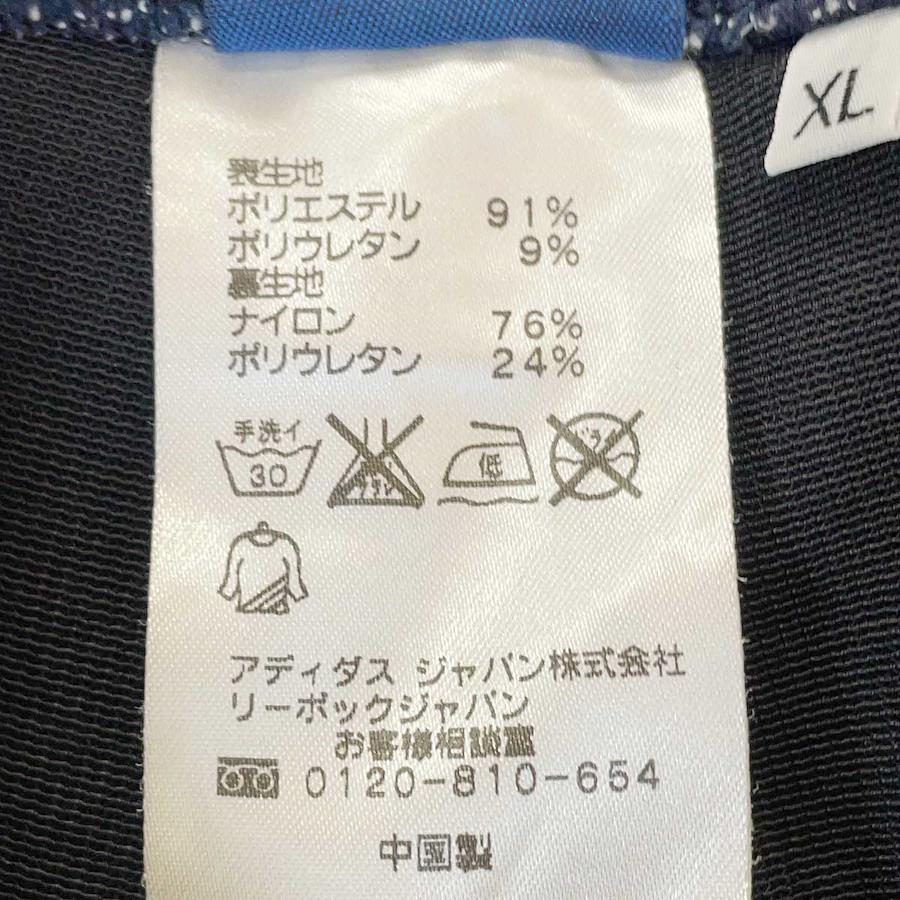 XL
表生地
ポリエステル 91%
ポリウレタン 9%
裏生地
ナイロン 76%
ポリウレタン 24%
手洗イ
30
低
アディダス ジャパン株式会社
リーボックジャパン
お客様相談室
0120-810-654
中国製